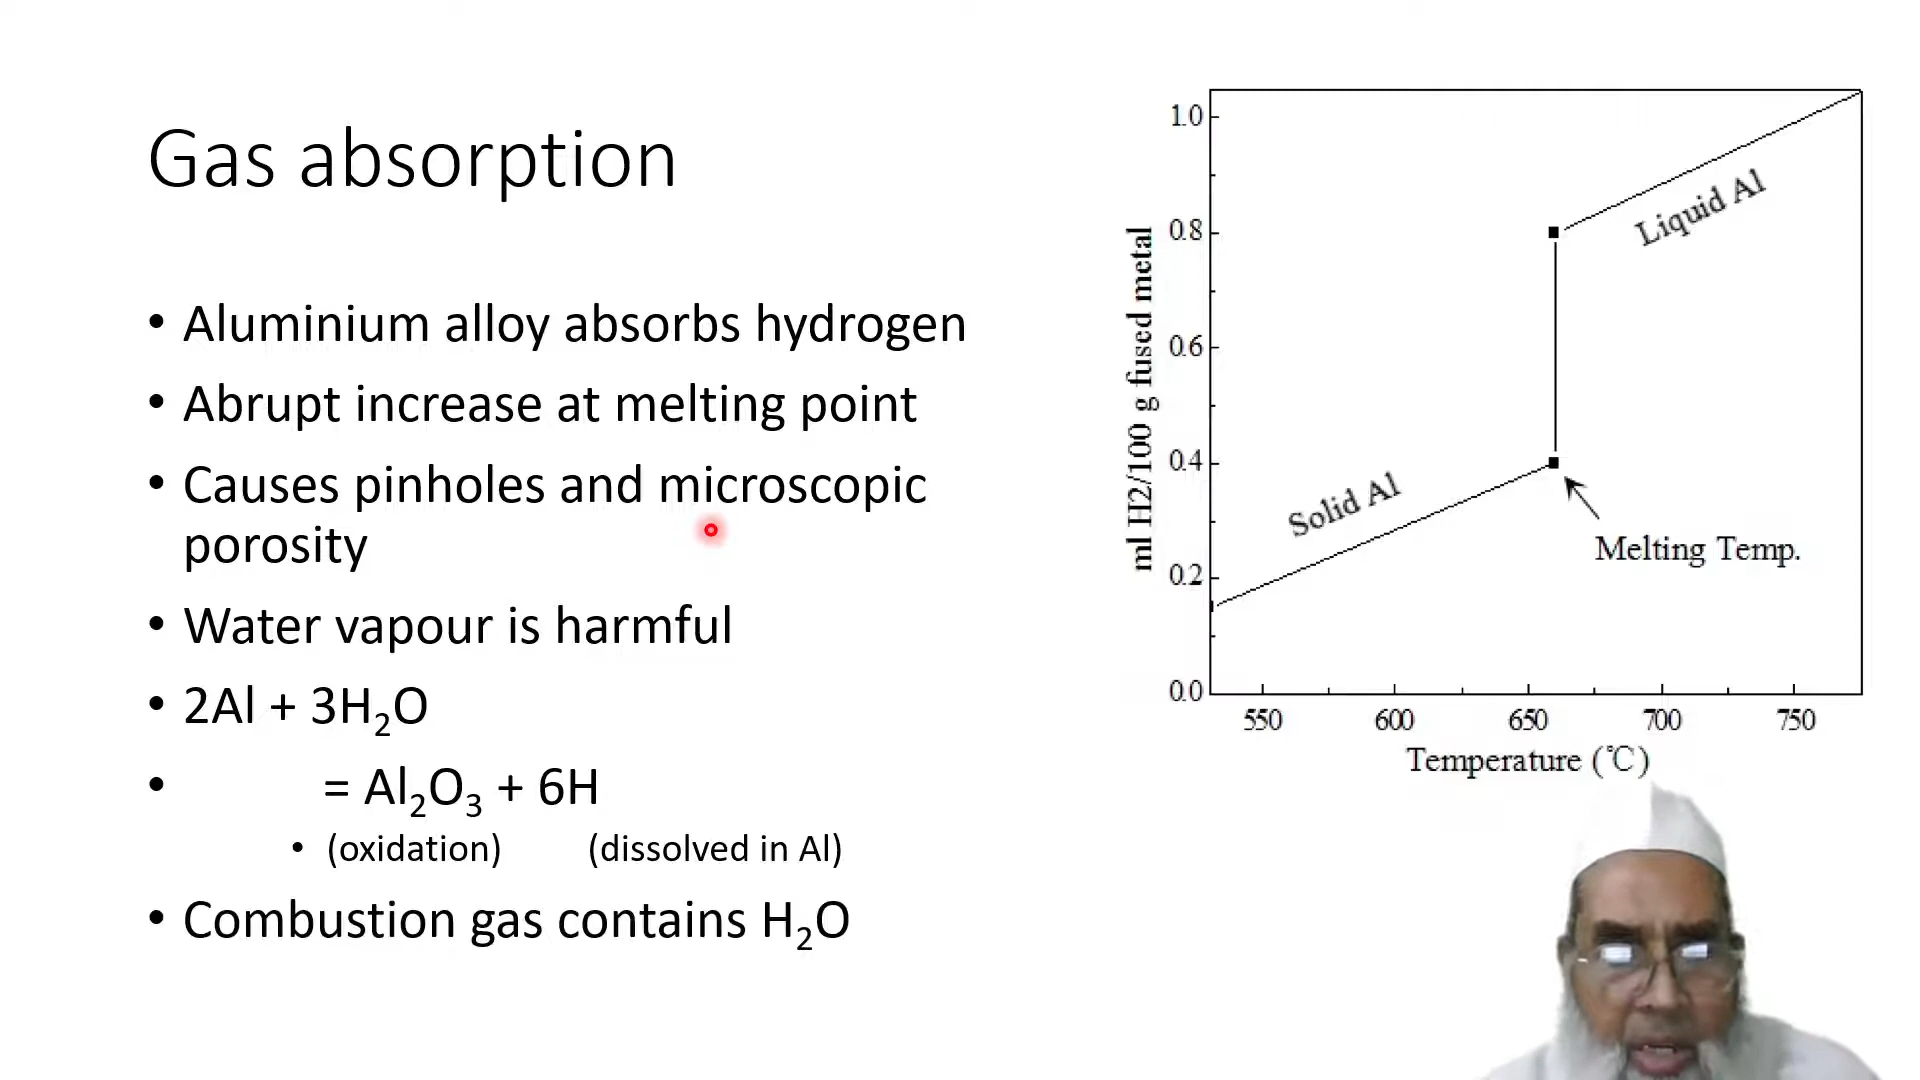 Gas absorption
• Aluminium alloy absorbs hydrogen
• Abrupt increase at melting point
• Causes pinholes and microscopic
porosity
• Water vapour is harmful
• 2Al + 3H₂O
• = Al₂O₃ + 6H
• (oxidation) (dissolved in Al)
• Combustion gas contains H₂O
ml H2/100 g fused metal
1.0
0.8
0.6
0.4
0.2
0.0
Liquid Al
Solid Al
Melting Temp.
550 600 650 700 750
Temperature (℃)